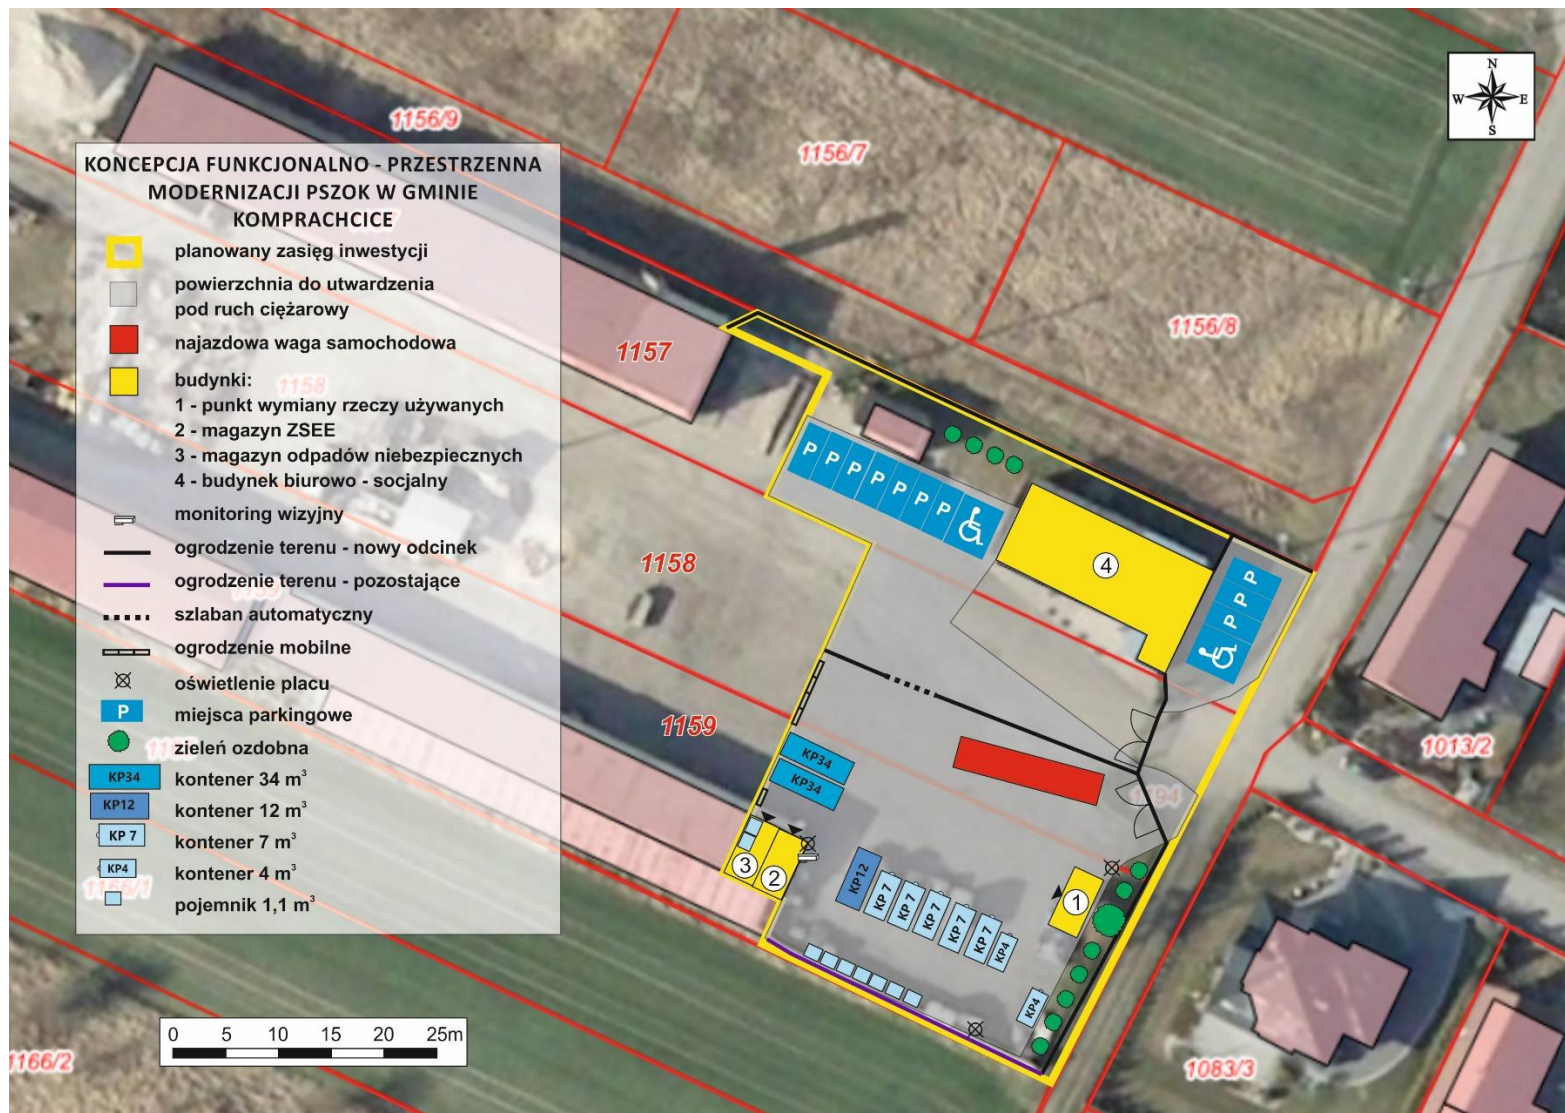 KONCEPCJA FUNKCJONALNO - PRZESTRZENNA
MODERNIZACJI PSZOK W GMINIE
KOMPRACHCICE
planowany zasięg inwestycji
powierzchnia do utwardzenia
pod ruch ciężarowy
najazdowa waga samochodowa
budynki:
1 - punkt wymiany rzeczy używanych
2 - magazyn ZSEE
3 - magazyn odpadów niebezpiecznych
4 - budynek biurowo - socjalny
monitoring wizyjny
ogrodzenie terenu - nowy odcinek
ogrodzenie terenu - pozostające
szlaban automatyczny
ogrodzenie mobilne
oświetlenie placu
P miejsca parkingowe
zieleń ozdobna
KP34 kontener 34 m³
KP12 kontener 12 m³
KP 7 kontener 7 m³
KP4 kontener 4 m³
pojemnik 1,1 m³
0 5 10 15 20 25m
N
W E
S
1156/9
1156/7
1156/8
1157
1158
1158
1159
1013/2
1194
1083/3
1166/1
1166/2
P P P P P P P
4
P
P
P
KP34
KP34
3
2
1
KP12
KP 7
KP 7
KP 7
KP 7
KP 7
KP4
KP4